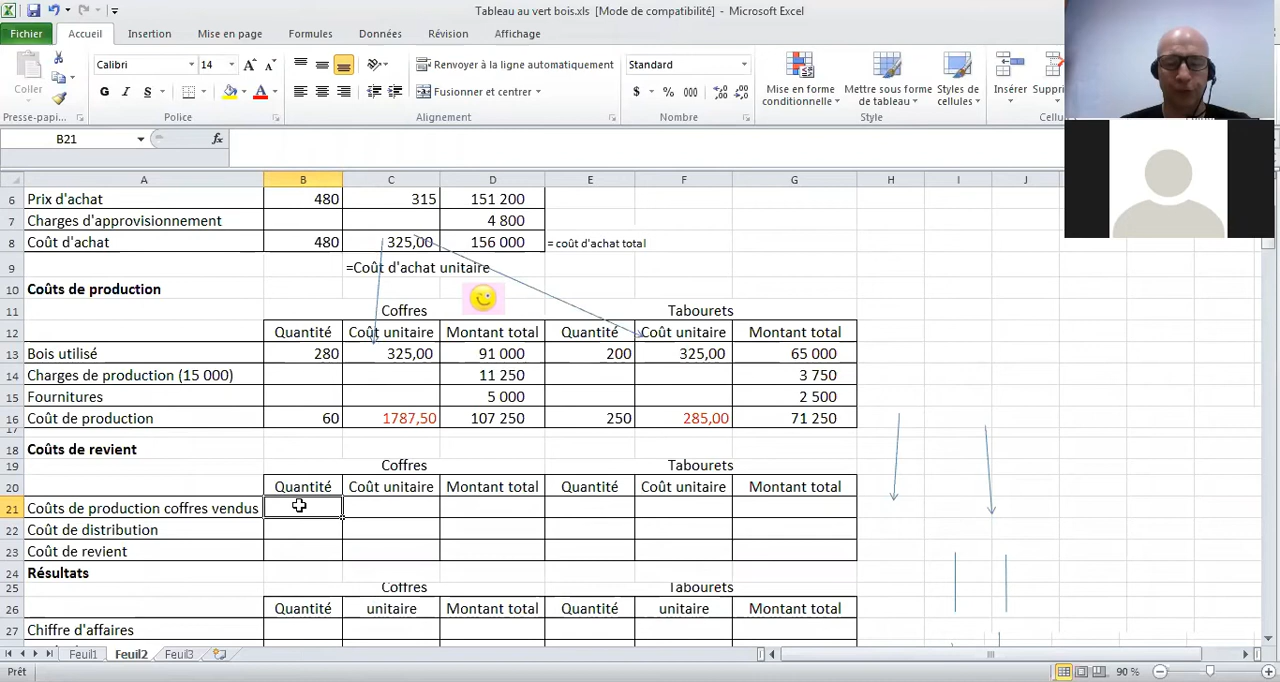 Tableau au vert bois.xls [Mode de compatibilité] - Microsoft Excel
Fichier Accueil Insertion Mise en page Formules Données Révision Affichage
Calibri 14 Renvoyer à la ligne automatiquement Standard
Coller G I S Fusionner et centrer $ % 000 Mise en forme conditionnelle Mettre sous forme de tableau Styles de cellules Insérer
Presse-papi... Police Alignement Nombre Style
B21 fx
A B C D E F G H I J
6 Prix d'achat 480 315 151 200
7 Charges d'approvisionnement 4 800
8 Coût d'achat 480 325,00 156 000 = coût d'achat total
9 =Coût d'achat unitaire
10 Coûts de production
11 Coffres Tabourets
12 Quantité Coût unitaire Montant total Quantité Coût unitaire Montant total
13 Bois utilisé 280 325,00 91 000 200 325,00 65 000
14 Charges de production (15 000) 11 250 3 750
15 Fournitures 5 000 2 500
16 Coût de production 60 1787,50 107 250 250 285,00 71 250
17
18 Coûts de revient
19 Coffres Tabourets
20 Quantité Coût unitaire Montant total Quantité Coût unitaire Montant total
21 Coûts de production coffres vendus
22 Coût de distribution
23 Coût de revient
24 Résultats
25 Coffres Tabourets
26 Quantité unitaire Montant total Quantité unitaire Montant total
27 Chiffre d'affaires
Feuil1 Feuil2 Feuil3
Prêt 90 %